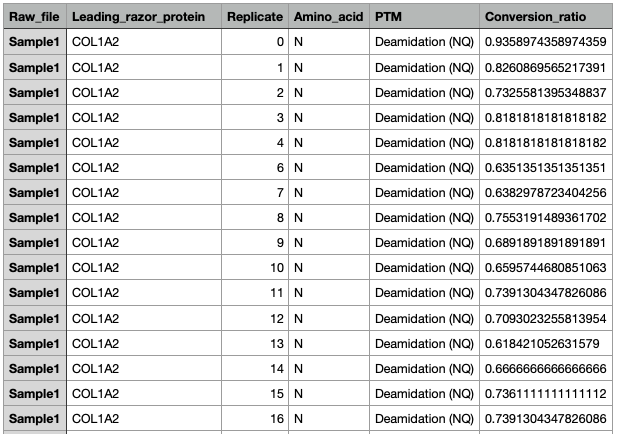 Raw_file Leading_razor_protein Replicate Amino_acid PTM Conversion_ratio
Sample1 COL1A2 0 N Deamidation (NQ) 0.9358974358974359
Sample1 COL1A2 1 N Deamidation (NQ) 0.8260869565217391
Sample1 COL1A2 2 N Deamidation (NQ) 0.7325581395348837
Sample1 COL1A2 3 N Deamidation (NQ) 0.8181818181818182
Sample1 COL1A2 4 N Deamidation (NQ) 0.8181818181818182
Sample1 COL1A2 6 N Deamidation (NQ) 0.6351351351351351
Sample1 COL1A2 7 N Deamidation (NQ) 0.6382978723404256
Sample1 COL1A2 8 N Deamidation (NQ) 0.7553191489361702
Sample1 COL1A2 9 N Deamidation (NQ) 0.6891891891891891
Sample1 COL1A2 10 N Deamidation (NQ) 0.6595744680851063
Sample1 COL1A2 11 N Deamidation (NQ) 0.7391304347826086
Sample1 COL1A2 12 N Deamidation (NQ) 0.7093023255813954
Sample1 COL1A2 13 N Deamidation (NQ) 0.618421052631579
Sample1 COL1A2 14 N Deamidation (NQ) 0.6666666666666666
Sample1 COL1A2 15 N Deamidation (NQ) 0.7361111111111112
Sample1 COL1A2 16 N Deamidation (NQ) 0.7391304347826086